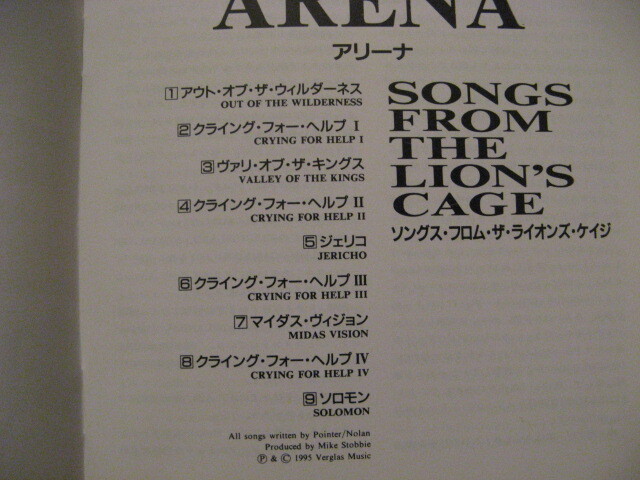 ARENA
アリーナ
1 アウト・オブ・ザ・ウィルダーネス
OUT OF THE WILDERNESS
2 クライング・フォー・ヘルプ I
CRYING FOR HELP I
3 ヴァリ・オブ・ザ・キングス
VALLEY OF THE KINGS
4 クライング・フォー・ヘルプ II
CRYING FOR HELP II
5 ジェリコ
JERICHO
6 クライング・フォー・ヘルプ III
CRYING FOR HELP III
7 マイダス・ヴィジョン
MIDAS VISION
8 クライング・フォー・ヘルプ IV
CRYING FOR HELP IV
9 ソロモン
SOLOMON
All songs written by Pointer/Nolan
Produced by Mike Stobbie
Ⓟ & © 1995 Verglas Music
SONGS
FROM
THE
LION'S
CAGE
ソングス・フロム・ザ・ライオンズ・ケイジ